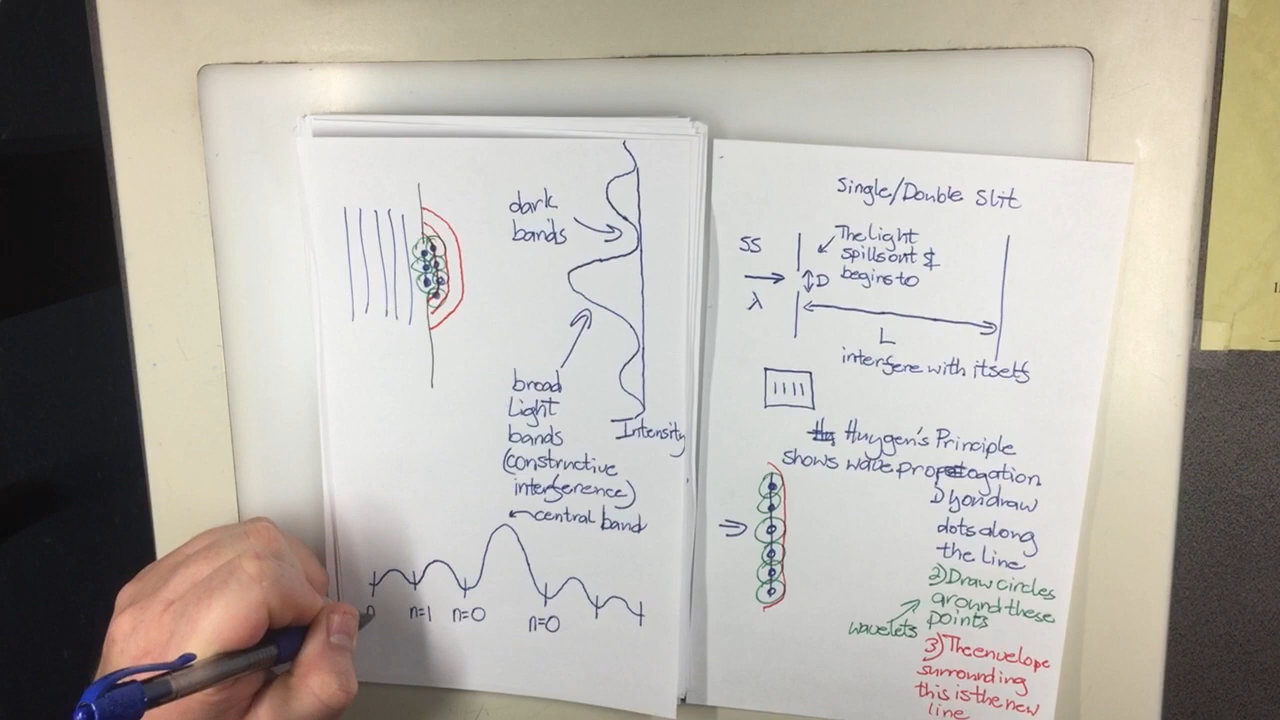 dark
bands
broad
Light
bands
(constructive
interference)
Intensity
central band
n
n=1
n=0
n=0
Single/Double Slit
SS
λ
The light
spills out &
begins to
D
L
interfere with itself
Huygen's Principle
shows wave propogation
1) you draw
dots along
the line
2) Draw circles
around these
points
wavelets
3) The envelope
surrounding
this is the new
line